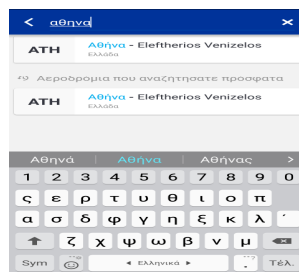 αθηνα
ATH Αθήνα - Eleftherios Venizelos
Ελλάδα
Αεροδρόμια που αναζητήσατε πρόσφατα
ATH Αθήνα - Eleftherios Venizelos
Ελλάδα
Αθηνά Αθήνα Αθήνας >
1 2 3 4 5 6 7 8 9 0
ς ε ρ τ υ θ ι ο π
α σ δ φ γ η ξ κ λ ΄
ζ χ ψ ω β ν μ
Sym ◂ Ελληνικά ▸ . Τέλ.